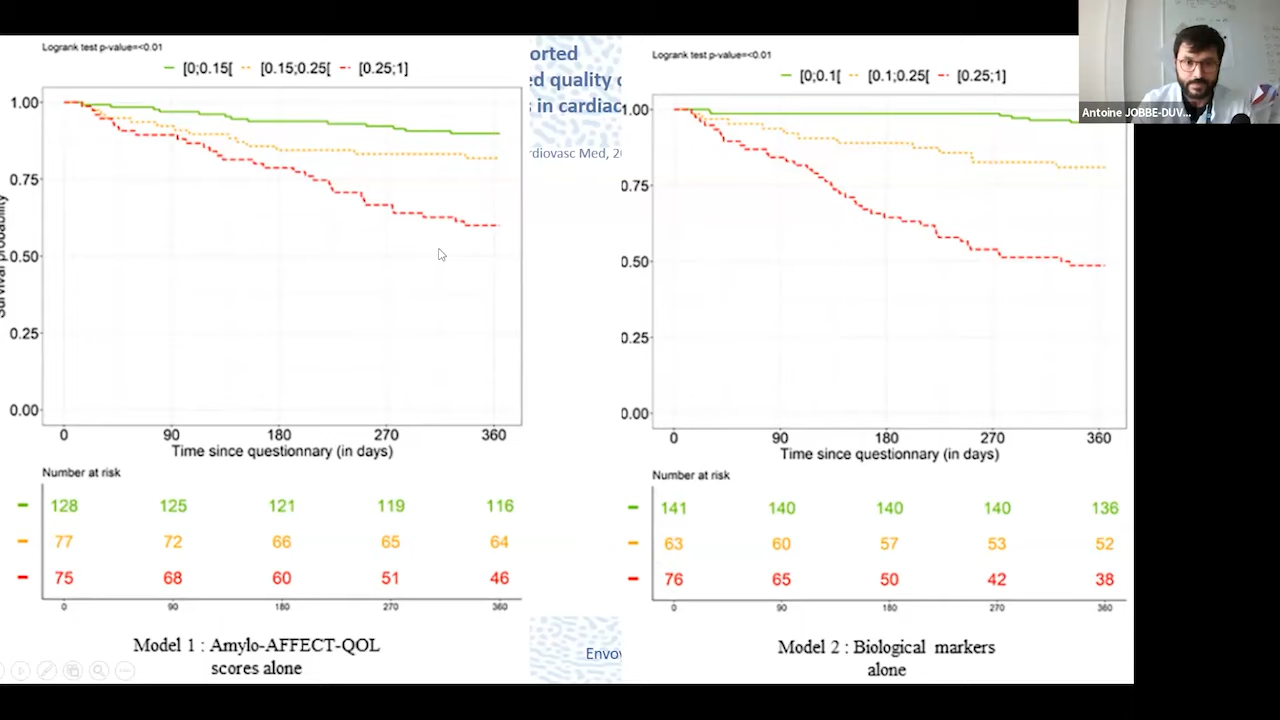 Logrank test p-value=<0.01
[0;0.15[ [0.15;0.25[ [0.25;1]
1.00
0.75
0.50
0.25
0.00
Survival probability
0 90 180 270 360
Time since questionnary (in days)
Number at risk
128 125 121 119 116
77 72 66 65 64
75 68 60 51 46
0 90 180 270 360
Model 1 : Amylo-AFFECT-QOL
scores alone
orted
ed quality
in cardiac
rdiovasc Med, 20
Envoy
Logrank test p-value=<0.01
[0;0.1[ [0.1;0.25[ [0.25;1]
1.00
0.75
0.50
0.25
0.00
0 90 180 270 360
Time since questionnary (in days)
Number at risk
141 140 140 140 136
63 60 57 53 52
76 65 50 42 38
0 90 180 270 360
Model 2 : Biological markers
alone
Antoine JOBBE-DUV...